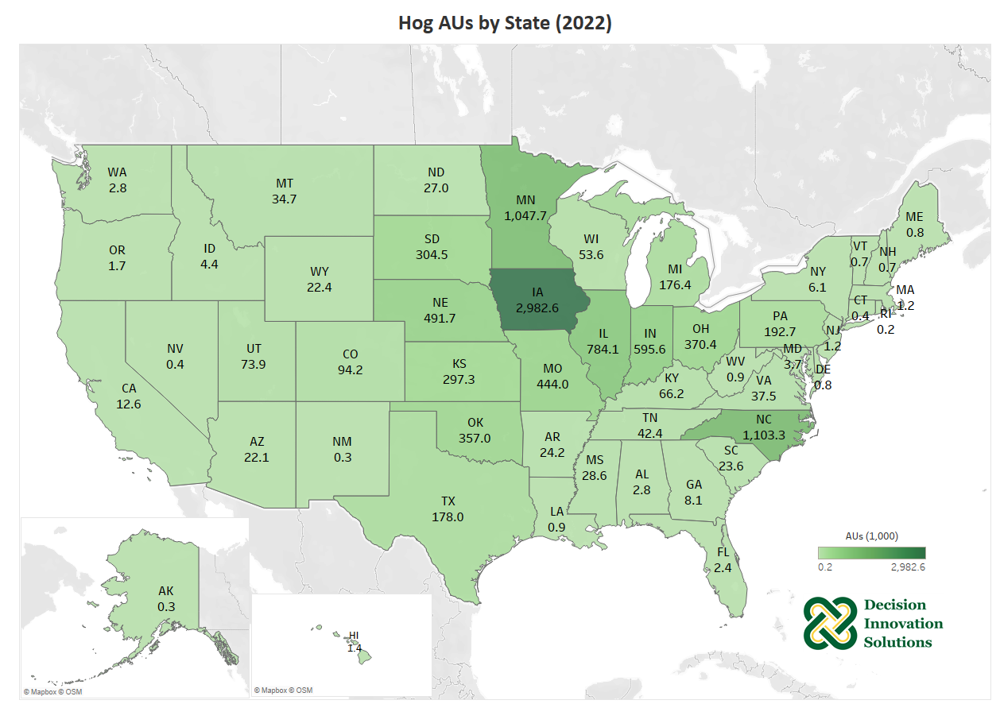 Hog AUs by State (2022)
WA
2.8
MT
34.7
ND
27.0
MN
1,047.7
OR
1.7
ID
4.4
WY
22.4
SD
304.5
WI
53.6
MI
176.4
NY
6.1
VT
0.7
NH
0.7
ME
0.8
MA
1.2
CT
0.4
RI
0.2
IA
2,982.6
NE
491.7
IL
784.1
IN
595.6
OH
370.4
PA
192.7
NJ
1.2
MD
3.7
DE
0.8
NV
0.4
UT
73.9
CO
94.2
KS
297.3
MO
444.0
KY
66.2
WV
0.9
VA
37.5
CA
12.6
AZ
22.1
NM
0.3
OK
357.0
AR
24.2
TN
42.4
NC
1,103.3
SC
23.6
MS
28.6
AL
2.8
GA
8.1
TX
178.0
LA
0.9
FL
2.4
AK
0.3
HI
1.4
AUs (1,000)
0.2 2,982.6
Decision
Innovation
Solutions
© Mapbox © OSM
© Mapbox © OSM